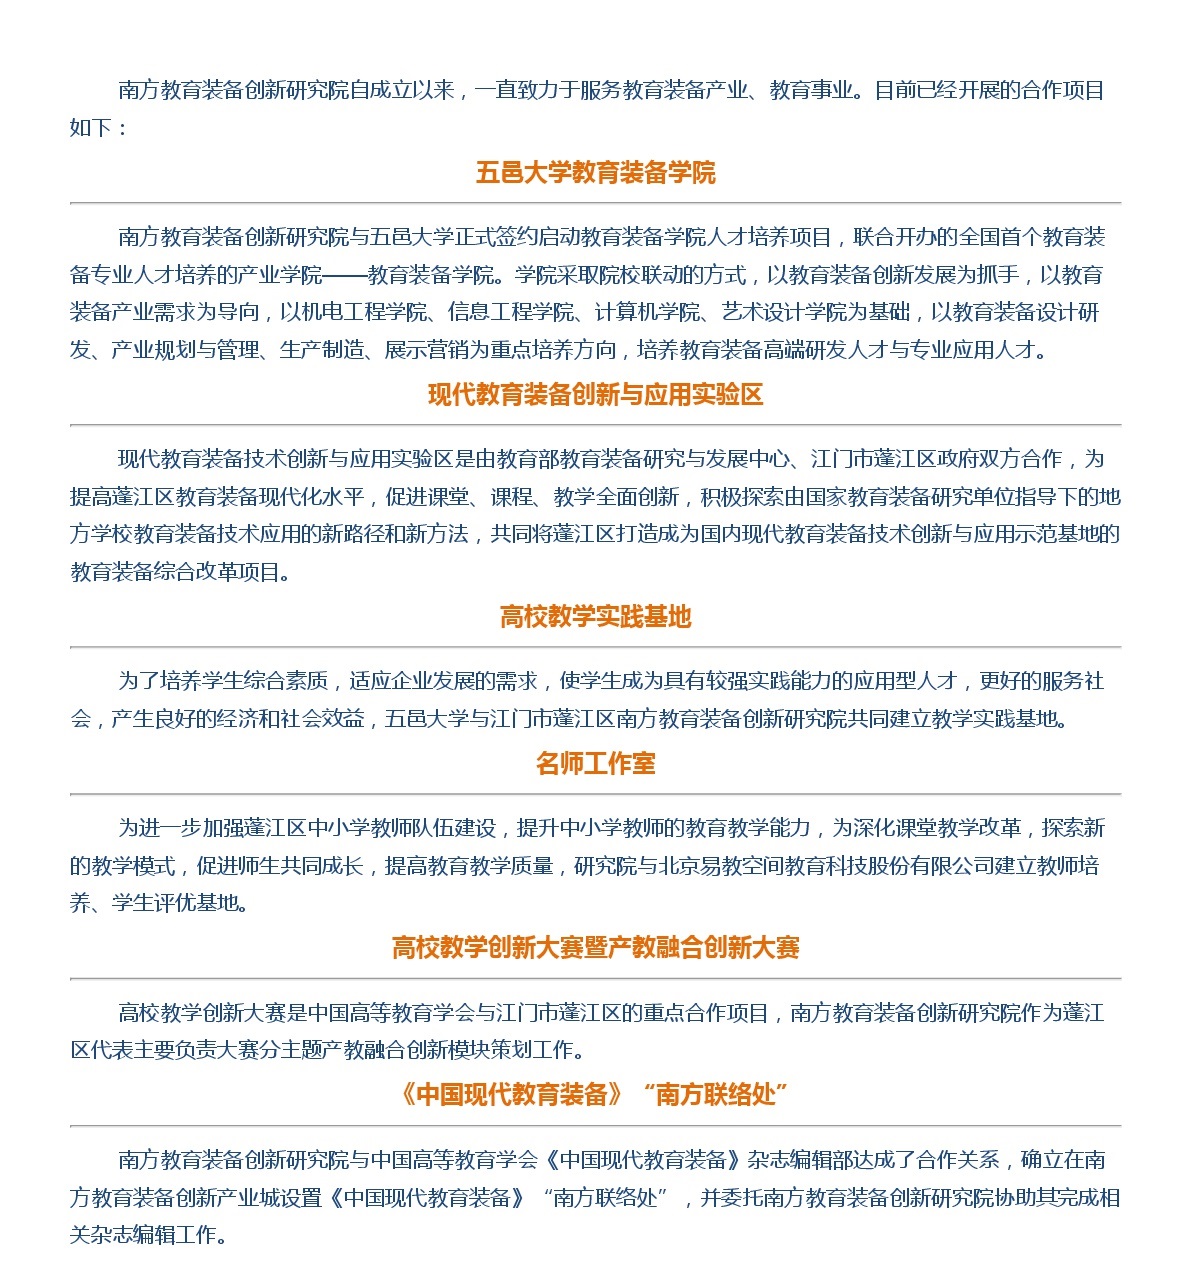 南方教育装备创新研究院自成立以来，一直致力于服务教育装备产业、教育事业。目前已经开展的合作项目
如下：
五邑大学教育装备学院
南方教育装备创新研究院与五邑大学正式签约启动教育装备学院人才培养项目，联合开办的全国首个教育装
备专业人才培养的产业学院——教育装备学院。学院采取院校联动的方式，以教育装备创新发展为抓手，以教育
装备产业需求为导向，以机电工程学院、信息工程学院、计算机学院、艺术设计学院为基础，以教育装备设计研
发、产业规划与管理、生产制造、展示营销为重点培养方向，培养教育装备高端研发人才与专业应用人才。
现代教育装备创新与应用实验区
现代教育装备技术创新与应用实验区是由教育部教育装备研究与发展中心、江门市蓬江区政府双方合作，为
提高蓬江区教育装备现代化水平，促进课堂、课程、教学全面创新，积极探索由国家教育装备研究单位指导下的地
方学校教育装备技术应用的新路径和新方法，共同将蓬江区打造成为国内现代教育装备技术创新与应用示范基地的
教育装备综合改革项目。
高校教学实践基地
为了培养学生综合素质，适应企业发展的需求，使学生成为具有较强实践能力的应用型人才，更好的服务社
会，产生良好的经济和社会效益，五邑大学与江门市蓬江区南方教育装备创新研究院共同建立教学实践基地。
名师工作室
为进一步加强蓬江区中小学教师队伍建设，提升中小学教师的教育教学能力，为深化课堂教学改革，探索新
的教学模式，促进师生共同成长，提高教育教学质量，研究院与北京易教空间教育科技股份有限公司建立教师培
养、学生评优基地。
高校教学创新大赛暨产教融合创新大赛
高校教学创新大赛是中国高等教育学会与江门市蓬江区的重点合作项目，南方教育装备创新研究院作为蓬江
区代表主要负责大赛分主题产教融合创新模块策划工作。
《中国现代教育装备》“南方联络处”
南方教育装备创新研究院与中国高等教育学会《中国现代教育装备》杂志编辑部达成了合作关系，确立在南
方教育装备创新产业城设置《中国现代教育装备》“南方联络处”，并委托南方教育装备创新研究院协助其完成相
关杂志编辑工作。